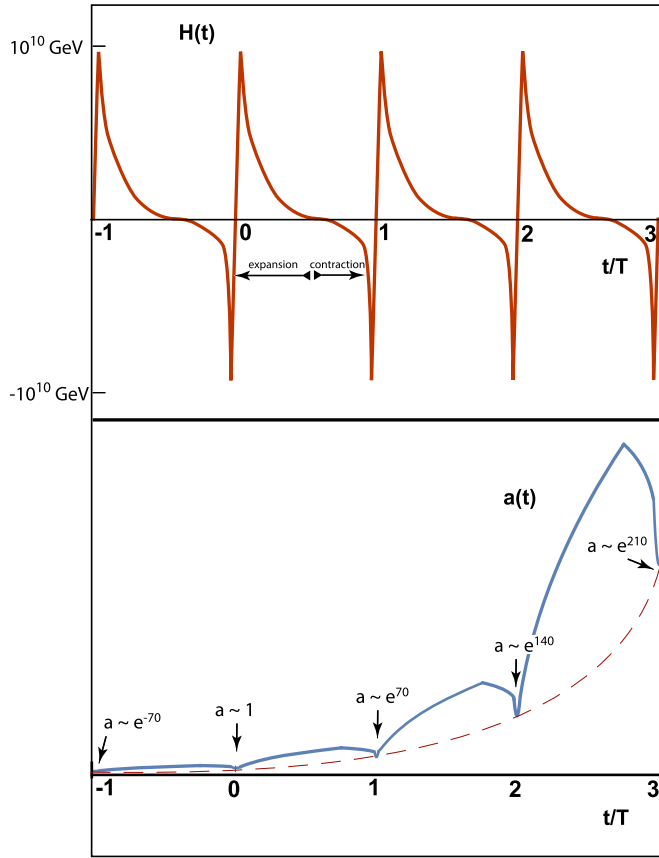 H(t)
10¹⁰ GeV
-1 0 1 2 3
t/T
expansion contraction
-10¹⁰ GeV
a(t)
a ~ e²¹⁰
a ~ e¹⁴⁰
a ~ e⁷⁰
a ~ 1
a ~ e⁻⁷⁰
-1 0 1 2 3
t/T